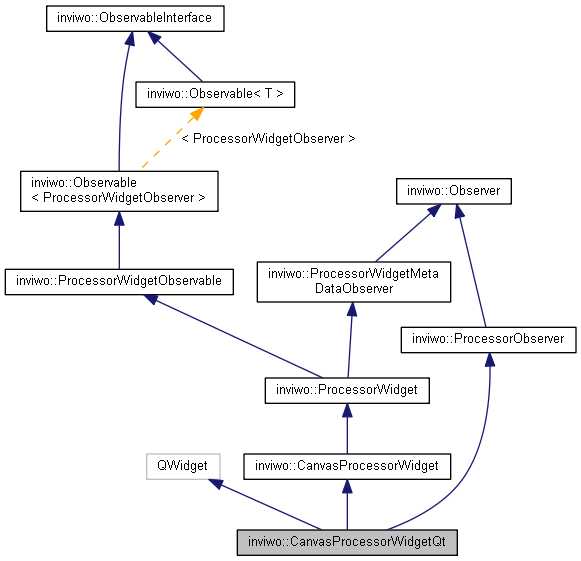 inviwo::ObservableInterface
inviwo::Observable< T >
< ProcessorWidgetObserver >
inviwo::Observable
< ProcessorWidgetObserver >
inviwo::Observer
inviwo::ProcessorWidgetObservable
inviwo::ProcessorWidgetMeta
DataObserver
inviwo::ProcessorObserver
inviwo::ProcessorWidget
QWidget
inviwo::CanvasProcessorWidget
inviwo::CanvasProcessorWidgetQt